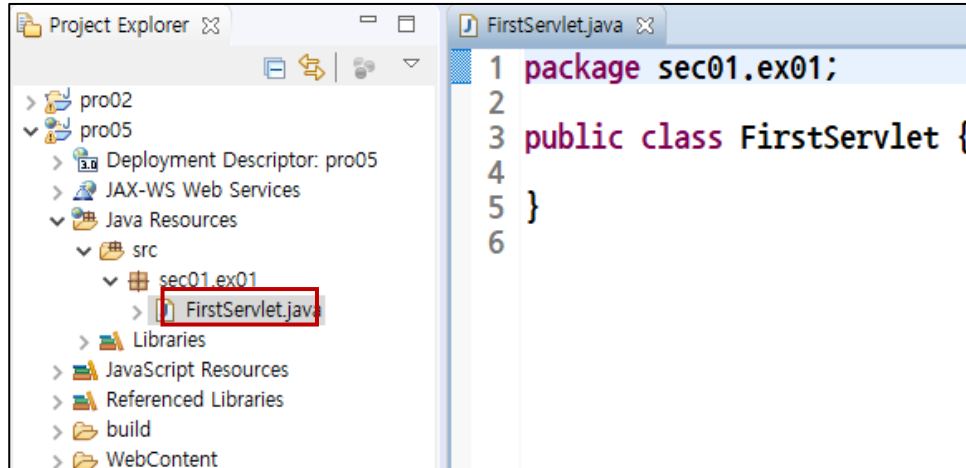 Project Explorer
pro02
pro05
3.0 Deployment Descriptor: pro05
JAX-WS Web Services
Java Resources
src
sec01.ex01
J FirstServlet.java
Libraries
JavaScript Resources
Referenced Libraries
build
WebContent
J FirstServlet.java
1 package sec01.ex01;
2
3 public class FirstServlet {
4
5 }
6